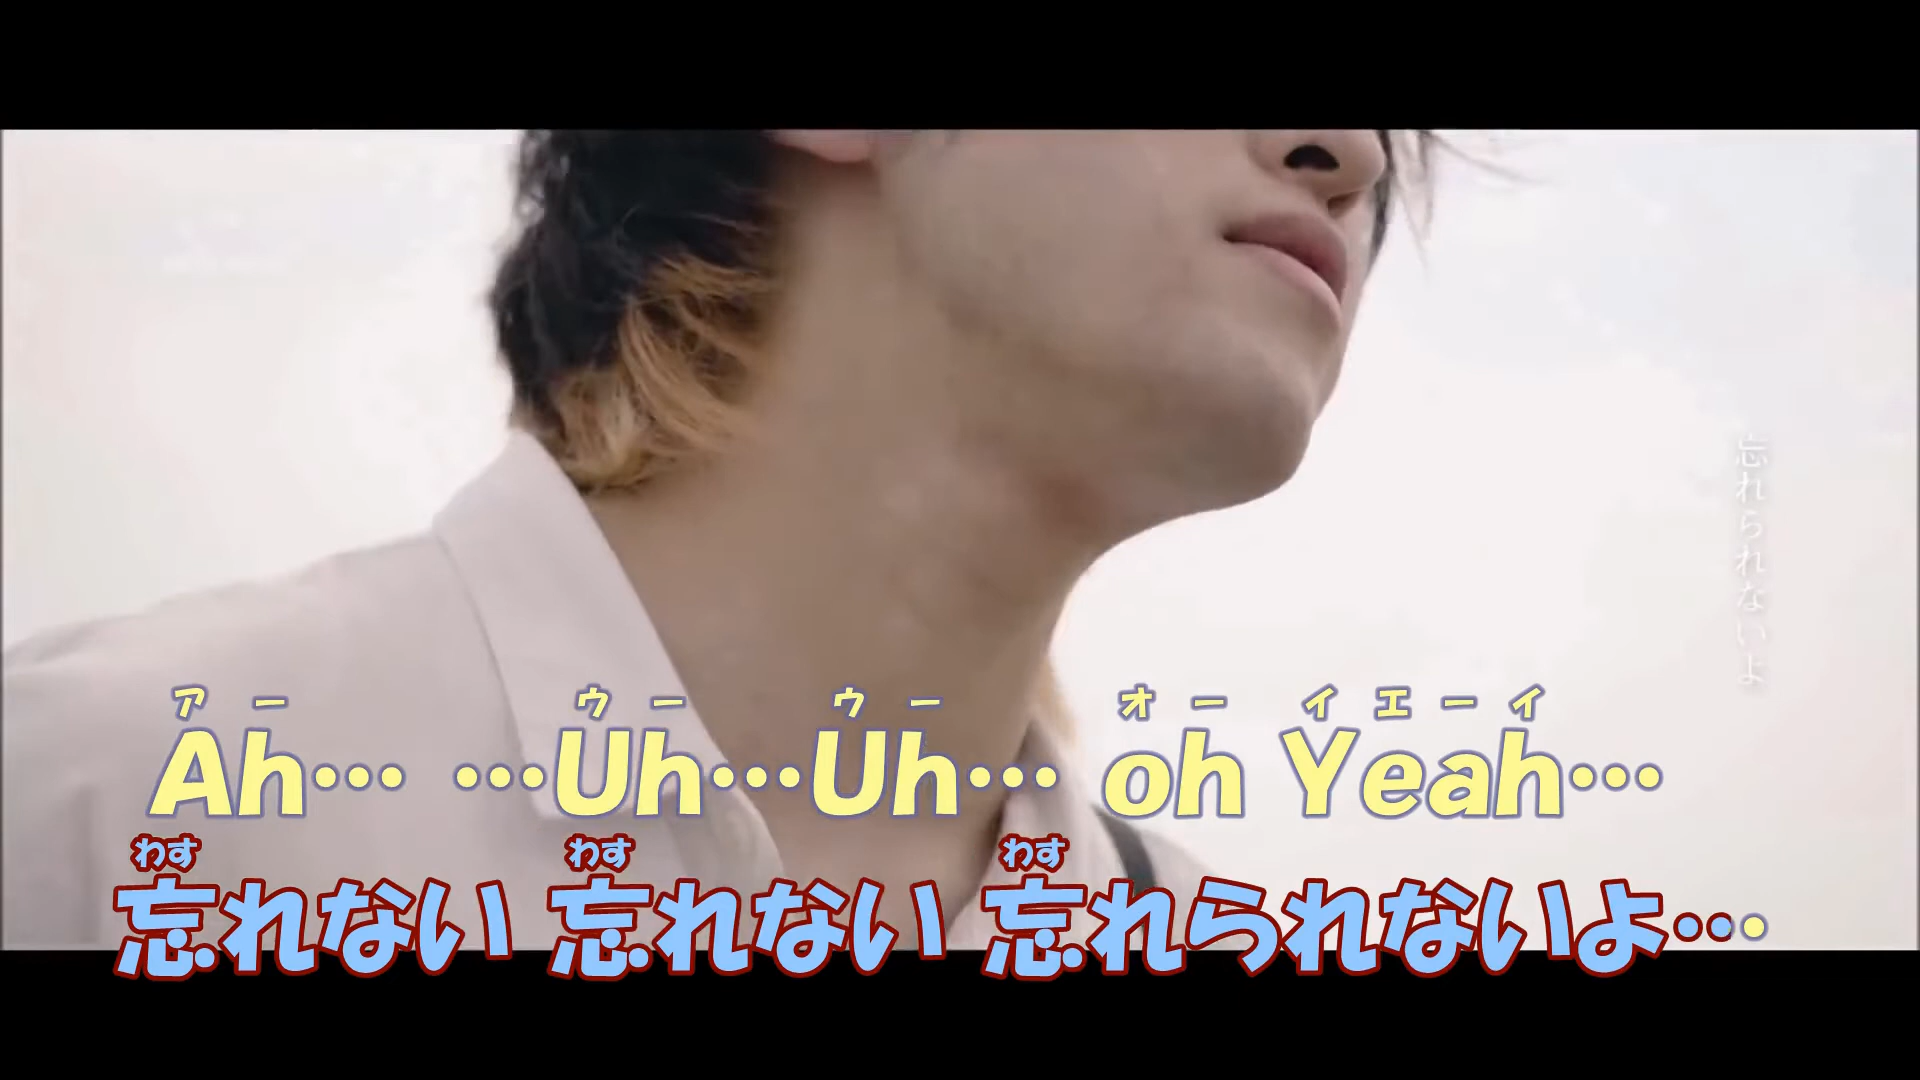 忘れられないよ
アー ウー ウー オー イエーイ
Ah… …Uh…Uh… oh Yeah…
わす わす わす
忘れない 忘れない 忘れられないよ…